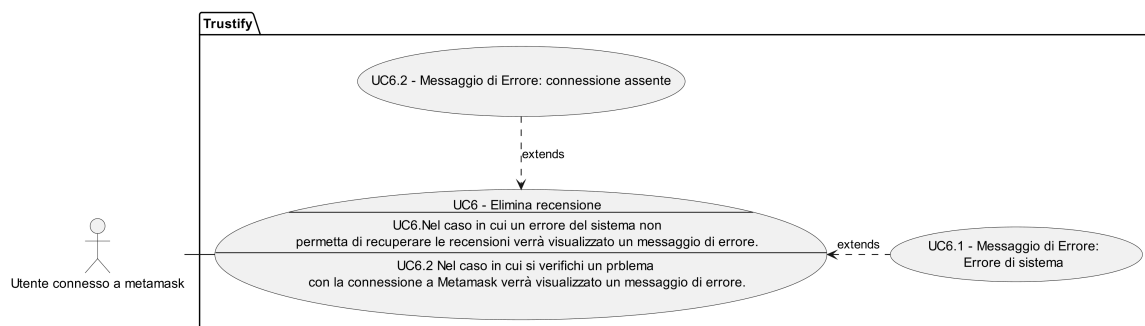 Trustify
UC6.2 - Messaggio di Errore: connessione assente
extends
UC6 - Elimina recensione
UC6.Nel caso in cui un errore del sistema non
permetta di recuperare le recensioni verrà visualizzato un messaggio di errore.
UC6.2 Nel caso in cui si verifichi un prblema
con la connessione a Metamask verrà visualizzato un messaggio di errore.
extends
UC6.1 - Messaggio di Errore:
Errore di sistema
Utente connesso a metamask